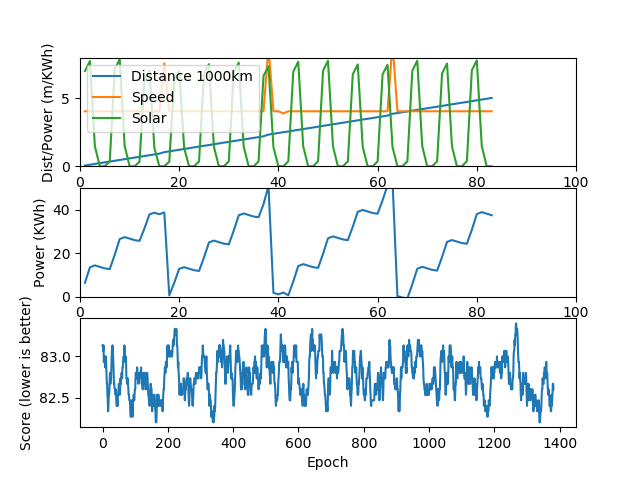 Dist/Power (m/KWh)
5
0
Distance 1000km
Speed
Solar
0 20 40 60 80 100
Power (KWh)
40
20
0
0 20 40 60 80 100
Score (lower is better)
83.0
82.5
0 200 400 600 800 1000 1200 1400
Epoch